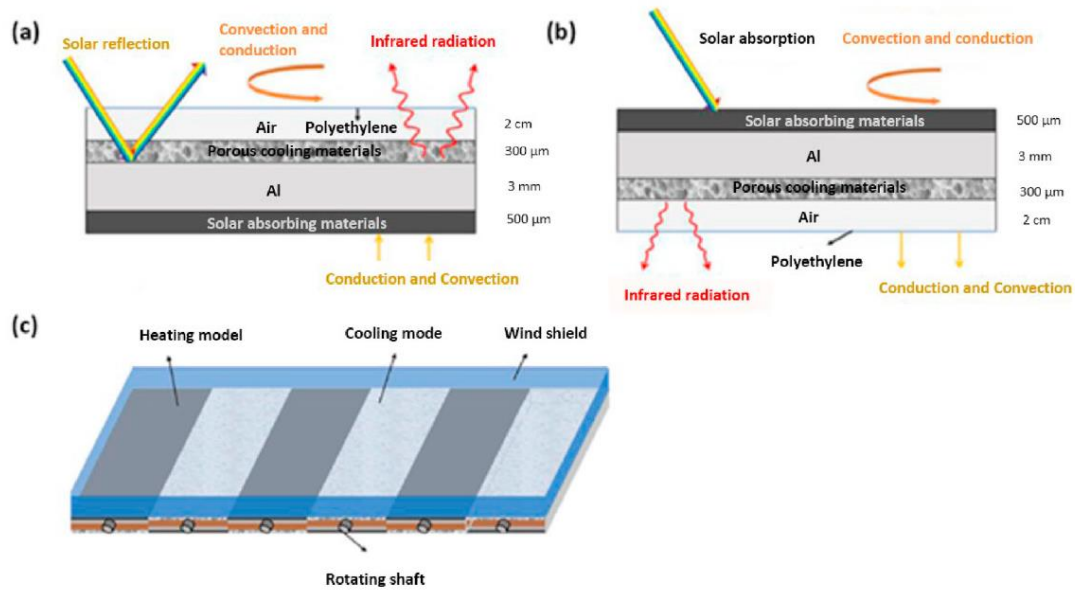 (a)
Solar reflection
Convection and
conduction
Infrared radiation
Air
Polyethylene
2 cm
Porous cooling materials
300 μm
Al
3 mm
Solar absorbing materials
500 μm
Conduction and Convection
(b)
Solar absorption
Convection and conduction
Solar absorbing materials
500 μm
Al
3 mm
Porous cooling materials
300 μm
Air
2 cm
Polyethylene
Infrared radiation
Conduction and Convection
(c)
Heating model
Cooling mode
Wind shield
Rotating shaft